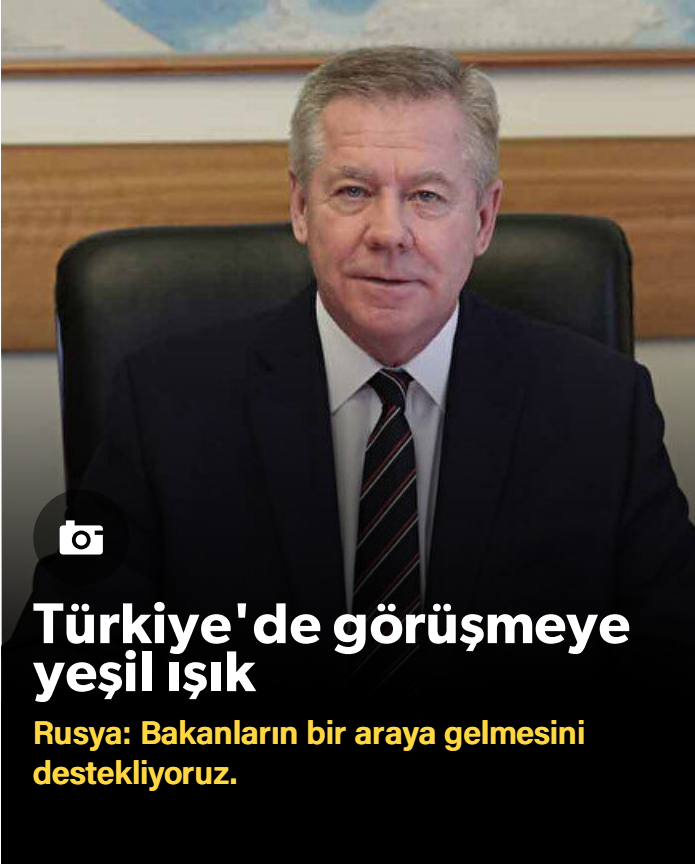 Türkiye'de görüşmeye
yeşil ışık
Rusya: Bakanların bir araya gelmesini
destekliyoruz.